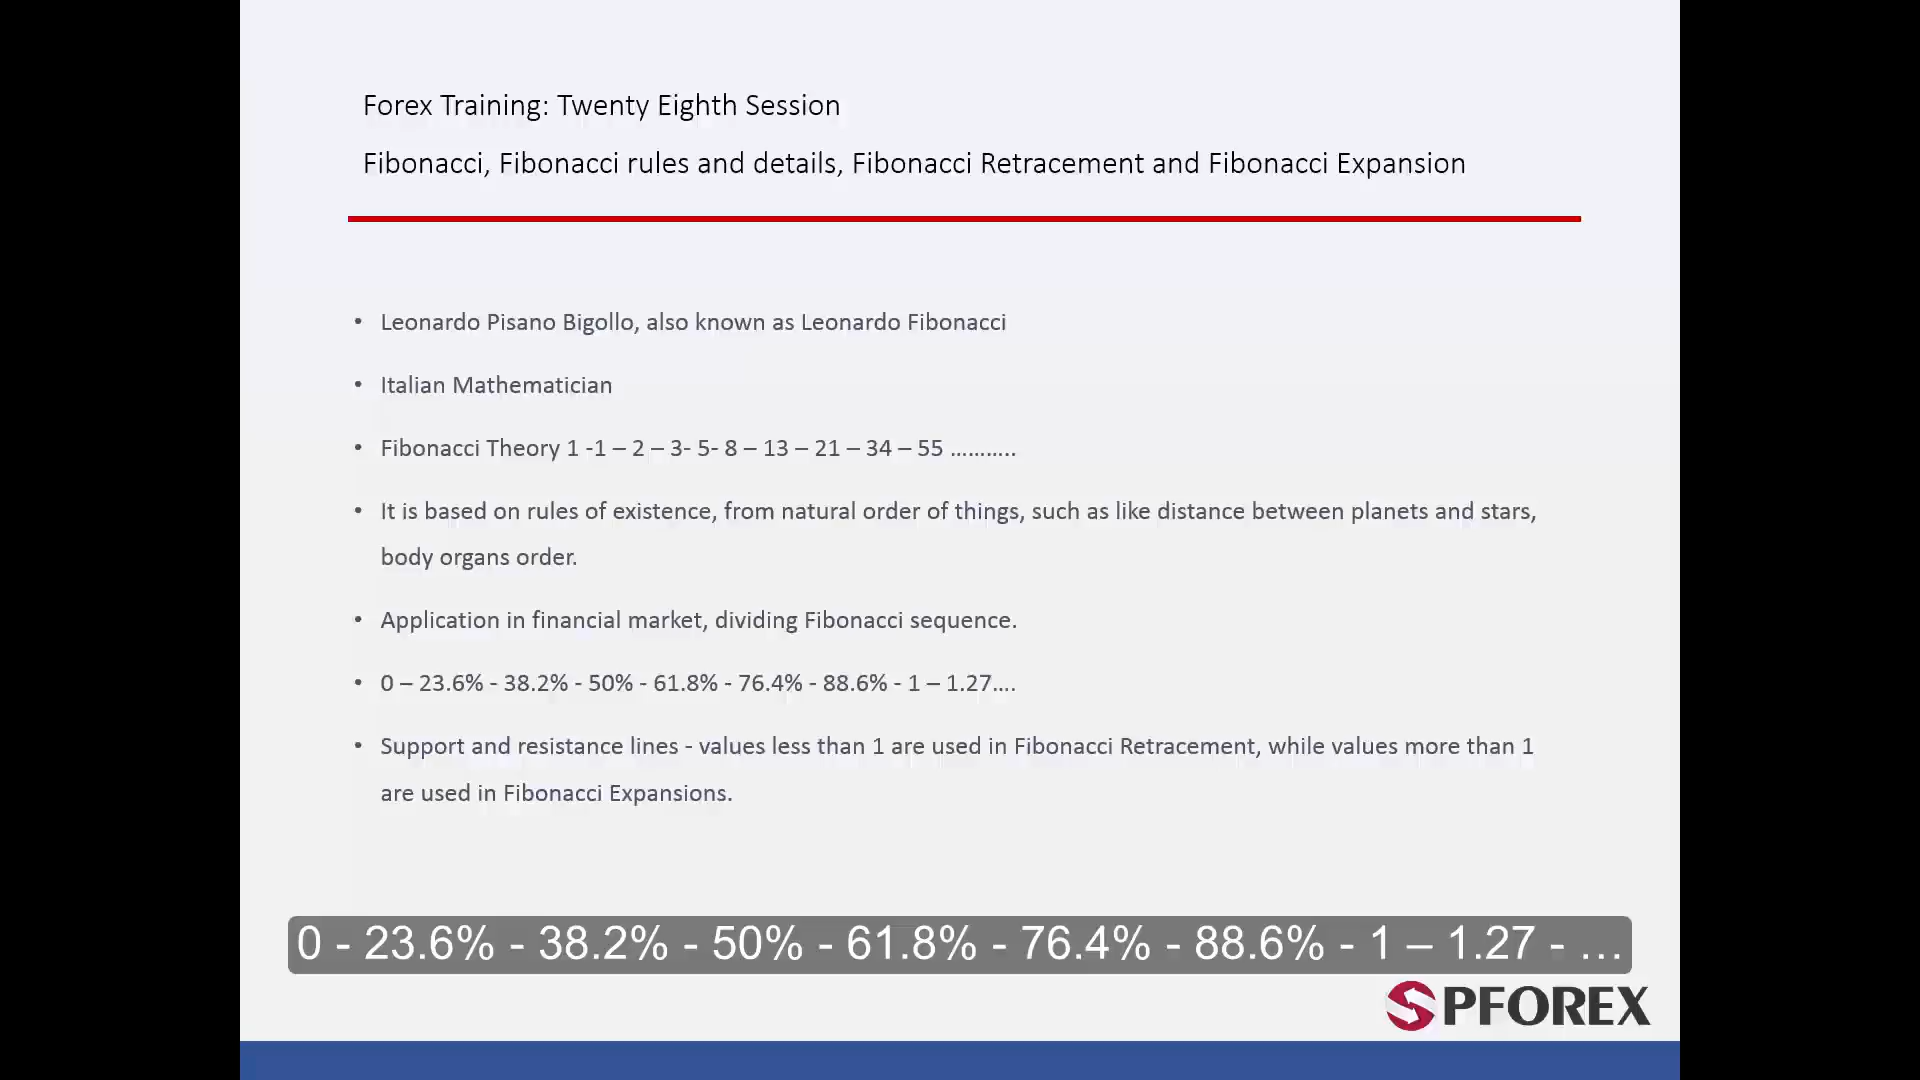 Forex Training: Twenty Eighth Session
Fibonacci, Fibonacci rules and details, Fibonacci Retracement and Fibonacci Expansion
• Leonardo Pisano Bigollo, also known as Leonardo Fibonacci
• Italian Mathematician
• Fibonacci Theory 1 -1 – 2 – 3- 5- 8 – 13 – 21 – 34 – 55 ………..
• It is based on rules of existence, from natural order of things, such as like distance between planets and stars,
body organs order.
• Application in financial market, dividing Fibonacci sequence.
• 0 – 23.6% - 38.2% - 50% - 61.8% - 76.4% - 88.6% - 1 – 1.27….
• Support and resistance lines - values less than 1 are used in Fibonacci Retracement, while values more than 1
are used in Fibonacci Expansions.
0 - 23.6% - 38.2% - 50% - 61.8% - 76.4% - 88.6% - 1 – 1.27 - …
PFOREX